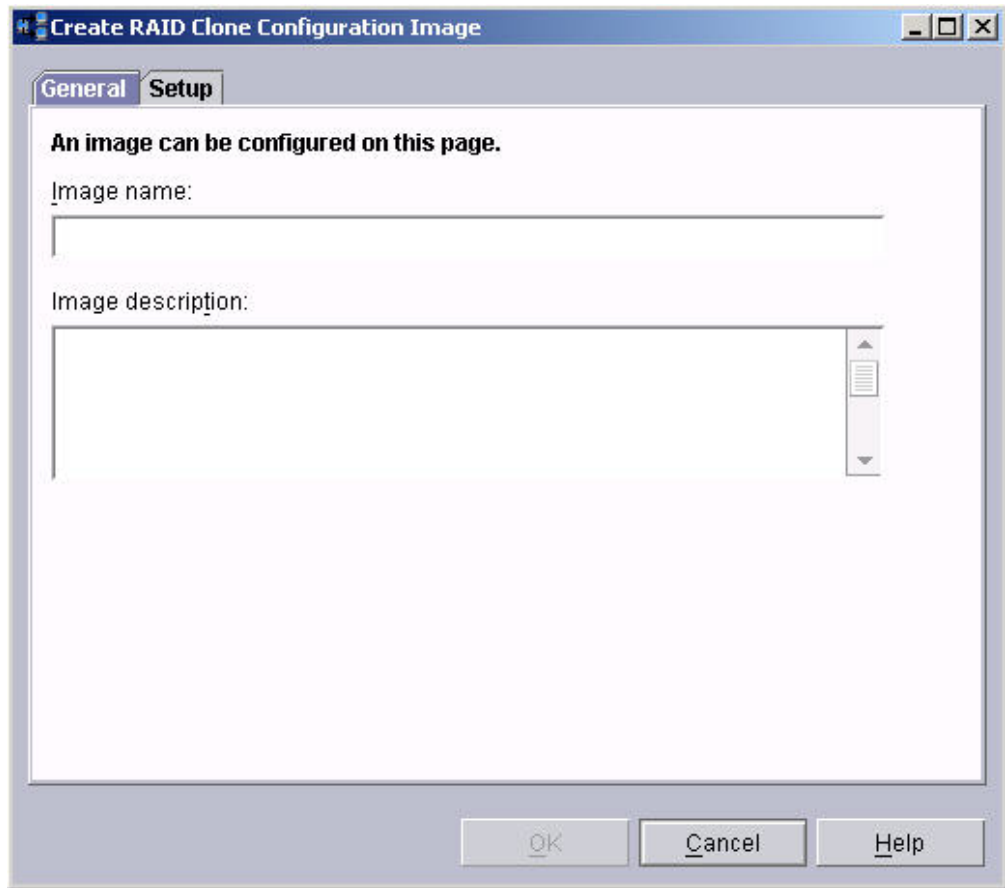 Create RAID Clone Configuration Image
General Setup
An image can be configured on this page.
Image name:
Image description:
OK Cancel Help